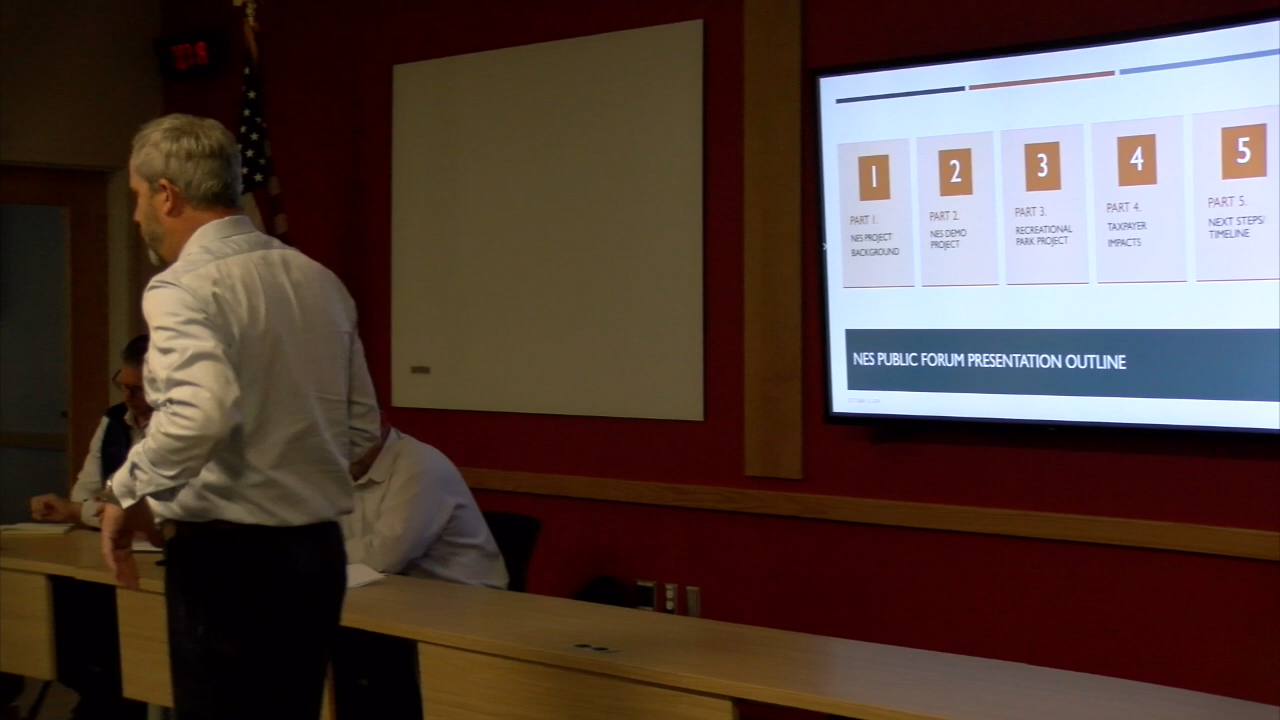 1
PART 1.
NES PROJECT
BACKGROUND
2
PART 2.
NES DEMO
PROJECT
3
PART 3.
RECREATIONAL
PARK PROJECT
4
PART 4.
TAXPAYER
IMPACTS
5
PART 5.
NEXT STEPS/
TIMELINE
NES PUBLIC FORUM PRESENTATION OUTLINE